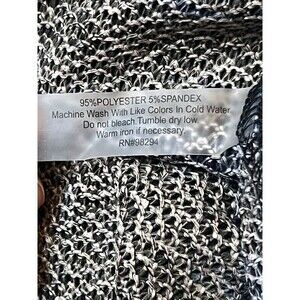 95%POLYESTER 5%SPANDEX
Machine Wash With Like Colors In Cold Water
Do not bleach.Tumble dry low.
Warm iron if necessary.
RN#98294